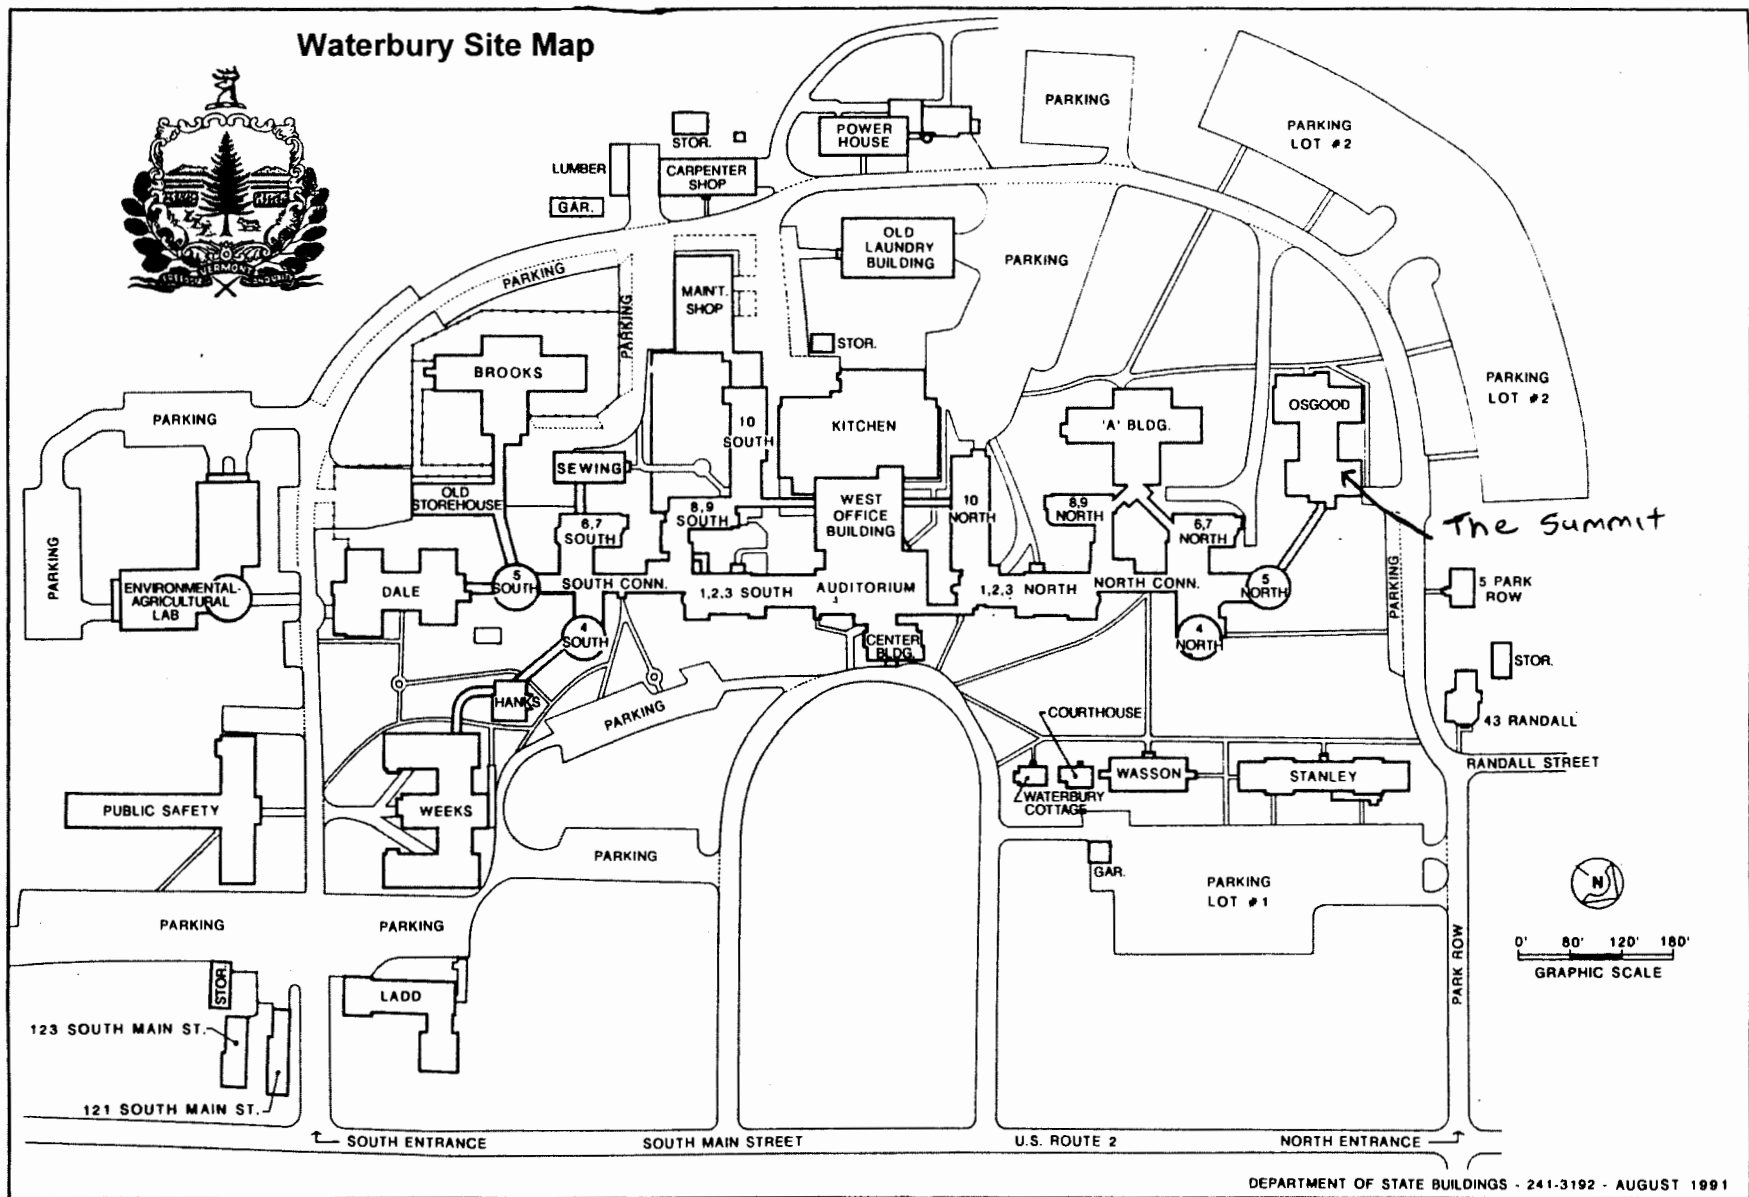 Waterbury Site Map
VERMONT
PARKING
PARKING
LOT #2
POWER
HOUSE
STOR.
LUMBER
CARPENTER
SHOP
GAR.
OLD
LAUNDRY
BUILDING
PARKING
PARKING
MAIN'T.
SHOP
PARKING
STOR.
BROOKS
PARKING
LOT #2
PARKING
OSGOOD
10
SOUTH
KITCHEN
'A' BLDG.
SEWING
OLD
STOREHOUSE
WEST
OFFICE
BUILDING
10
NORTH
8,9
SOUTH
6,7
SOUTH
8,9
NORTH
6,7
NORTH
The Summit
PARKING
ENVIRONMENTAL-
AGRICULTURAL
LAB
DALE
5
SOUTH
SOUTH CONN.
1,2,3 SOUTH
AUDITORIUM
1,2,3 NORTH
NORTH CONN.
5
NORTH
PARKING
5 PARK
ROW
4
SOUTH
CENTER
BLDG.
4
NORTH
STOR.
HANKS
PARKING
COURTHOUSE
43 RANDALL
RANDALL STREET
WASSON
STANLEY
WATERBURY
COTTAGE
PUBLIC SAFETY
WEEKS
PARKING
GAR.
PARKING
LOT #1
N
PARKING
PARKING
PARK ROW
0' 80' 120' 180'
GRAPHIC SCALE
STOR.
LADD
123 SOUTH MAIN ST.
121 SOUTH MAIN ST.
SOUTH ENTRANCE
SOUTH MAIN STREET
U.S. ROUTE 2
NORTH ENTRANCE
DEPARTMENT OF STATE BUILDINGS - 241-3192 - AUGUST 1991